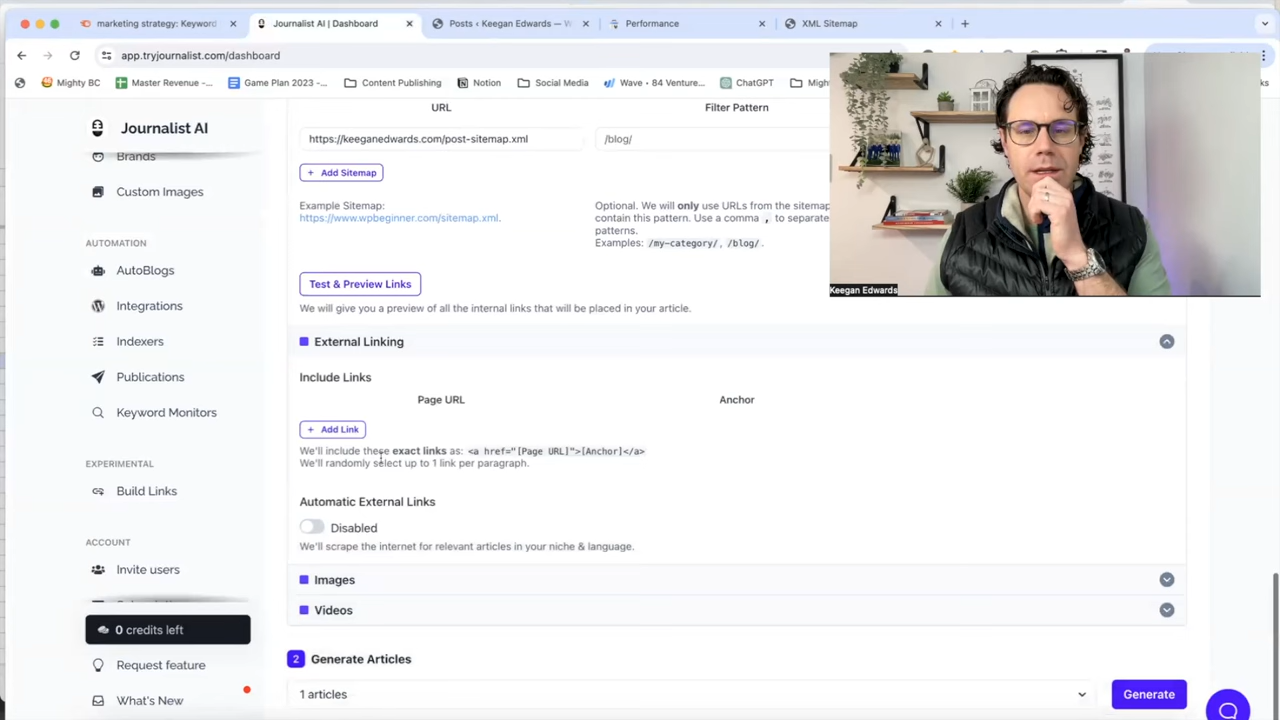 marketing strategy: Keyword
Journalist AI | Dashboard
Posts ‹ Keegan Edwards — W
Performance
XML Sitemap
app.tryjournalist.com/dashboard
Mighty BC
Master Revenue -...
Game Plan 2023 -...
Content Publishing
Notion
Social Media
Wave • 84 Venture...
ChatGPT
Journalist AI
Brands
Custom Images
AUTOMATION
AutoBlogs
Integrations
Indexers
Publications
Keyword Monitors
EXPERIMENTAL
Build Links
ACCOUNT
Invite users
0 credits left
Request feature
What's New
URL
Filter Pattern
https://keeganedwards.com/post-sitemap.xml
/blog/
+ Add Sitemap
Example Sitemap:
https://www.wpbeginner.com/sitemap.xml.
Optional. We will only use URLs from the sitemap
contain this pattern. Use a comma , to separate
patterns.
Examples: /my-category/, /blog/.
Test & Preview Links
We will give you a preview of all the internal links that will be placed in your article.
External Linking
Include Links
Page URL
Anchor
+ Add Link
We'll include these exact links as: <a href="[Page URL]">[Anchor]</a>
We'll randomly select up to 1 link per paragraph.
Automatic External Links
Disabled
We'll scrape the internet for relevant articles in your niche & language.
Images
Videos
2 Generate Articles
1 articles
Generate
Keegan Edwards